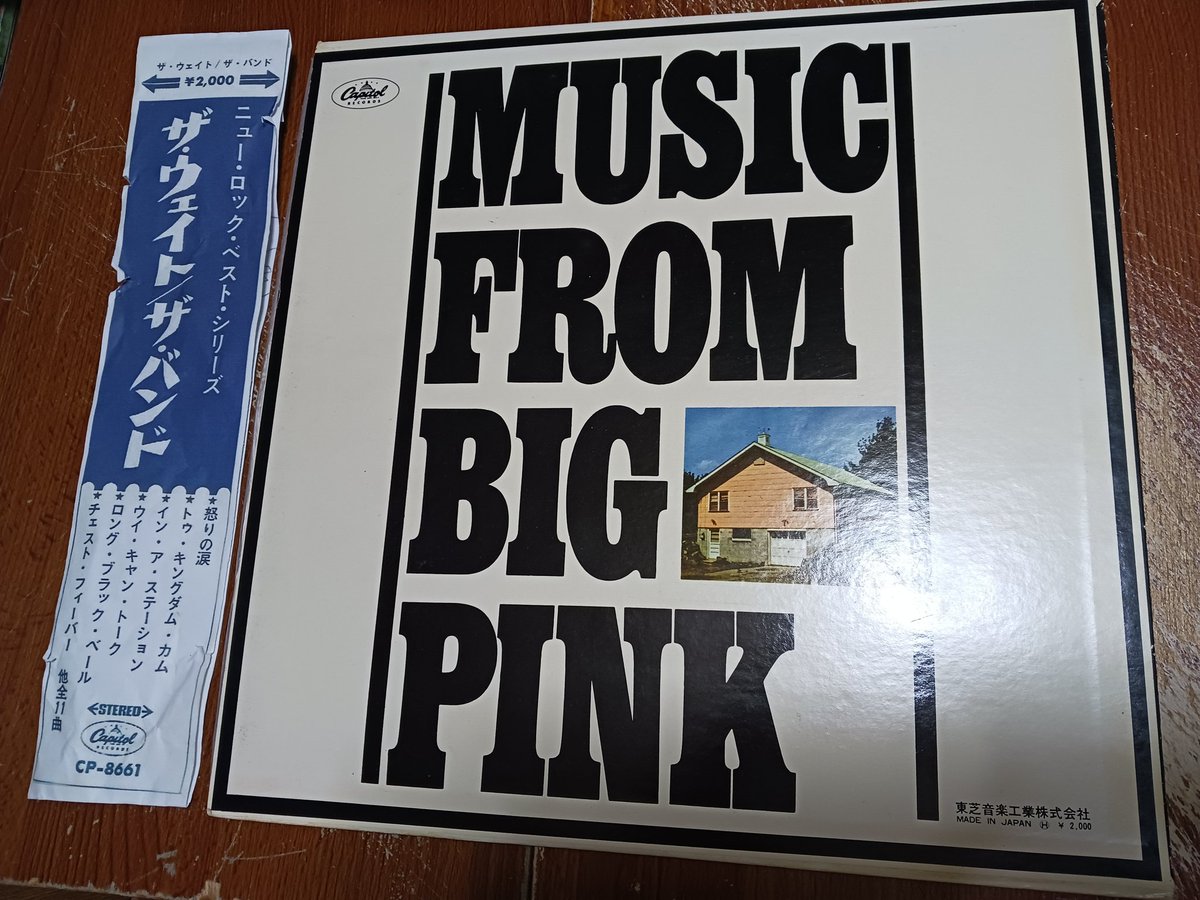 ザ・ウェイト/ザ・バンド
¥2,000
ニュー・ロック・ベスト・シリーズ
ザ・ウェイト/ザ・バンド
★怒りの涙
★トゥ・キングダム・カム
★イン・ア・ステーション
★ウイ・キャン・トーク
★ロング・ブラック・ベール
★チェスト・フィーバー 他全11曲
STEREO
Capitol
RECORDS
CP-8661
Capitol
RECORDS
MUSIC
FROM
BIG
PINK
東芝音楽工業株式会社
MADE IN JAPAN Ⓗ ¥ 2,000